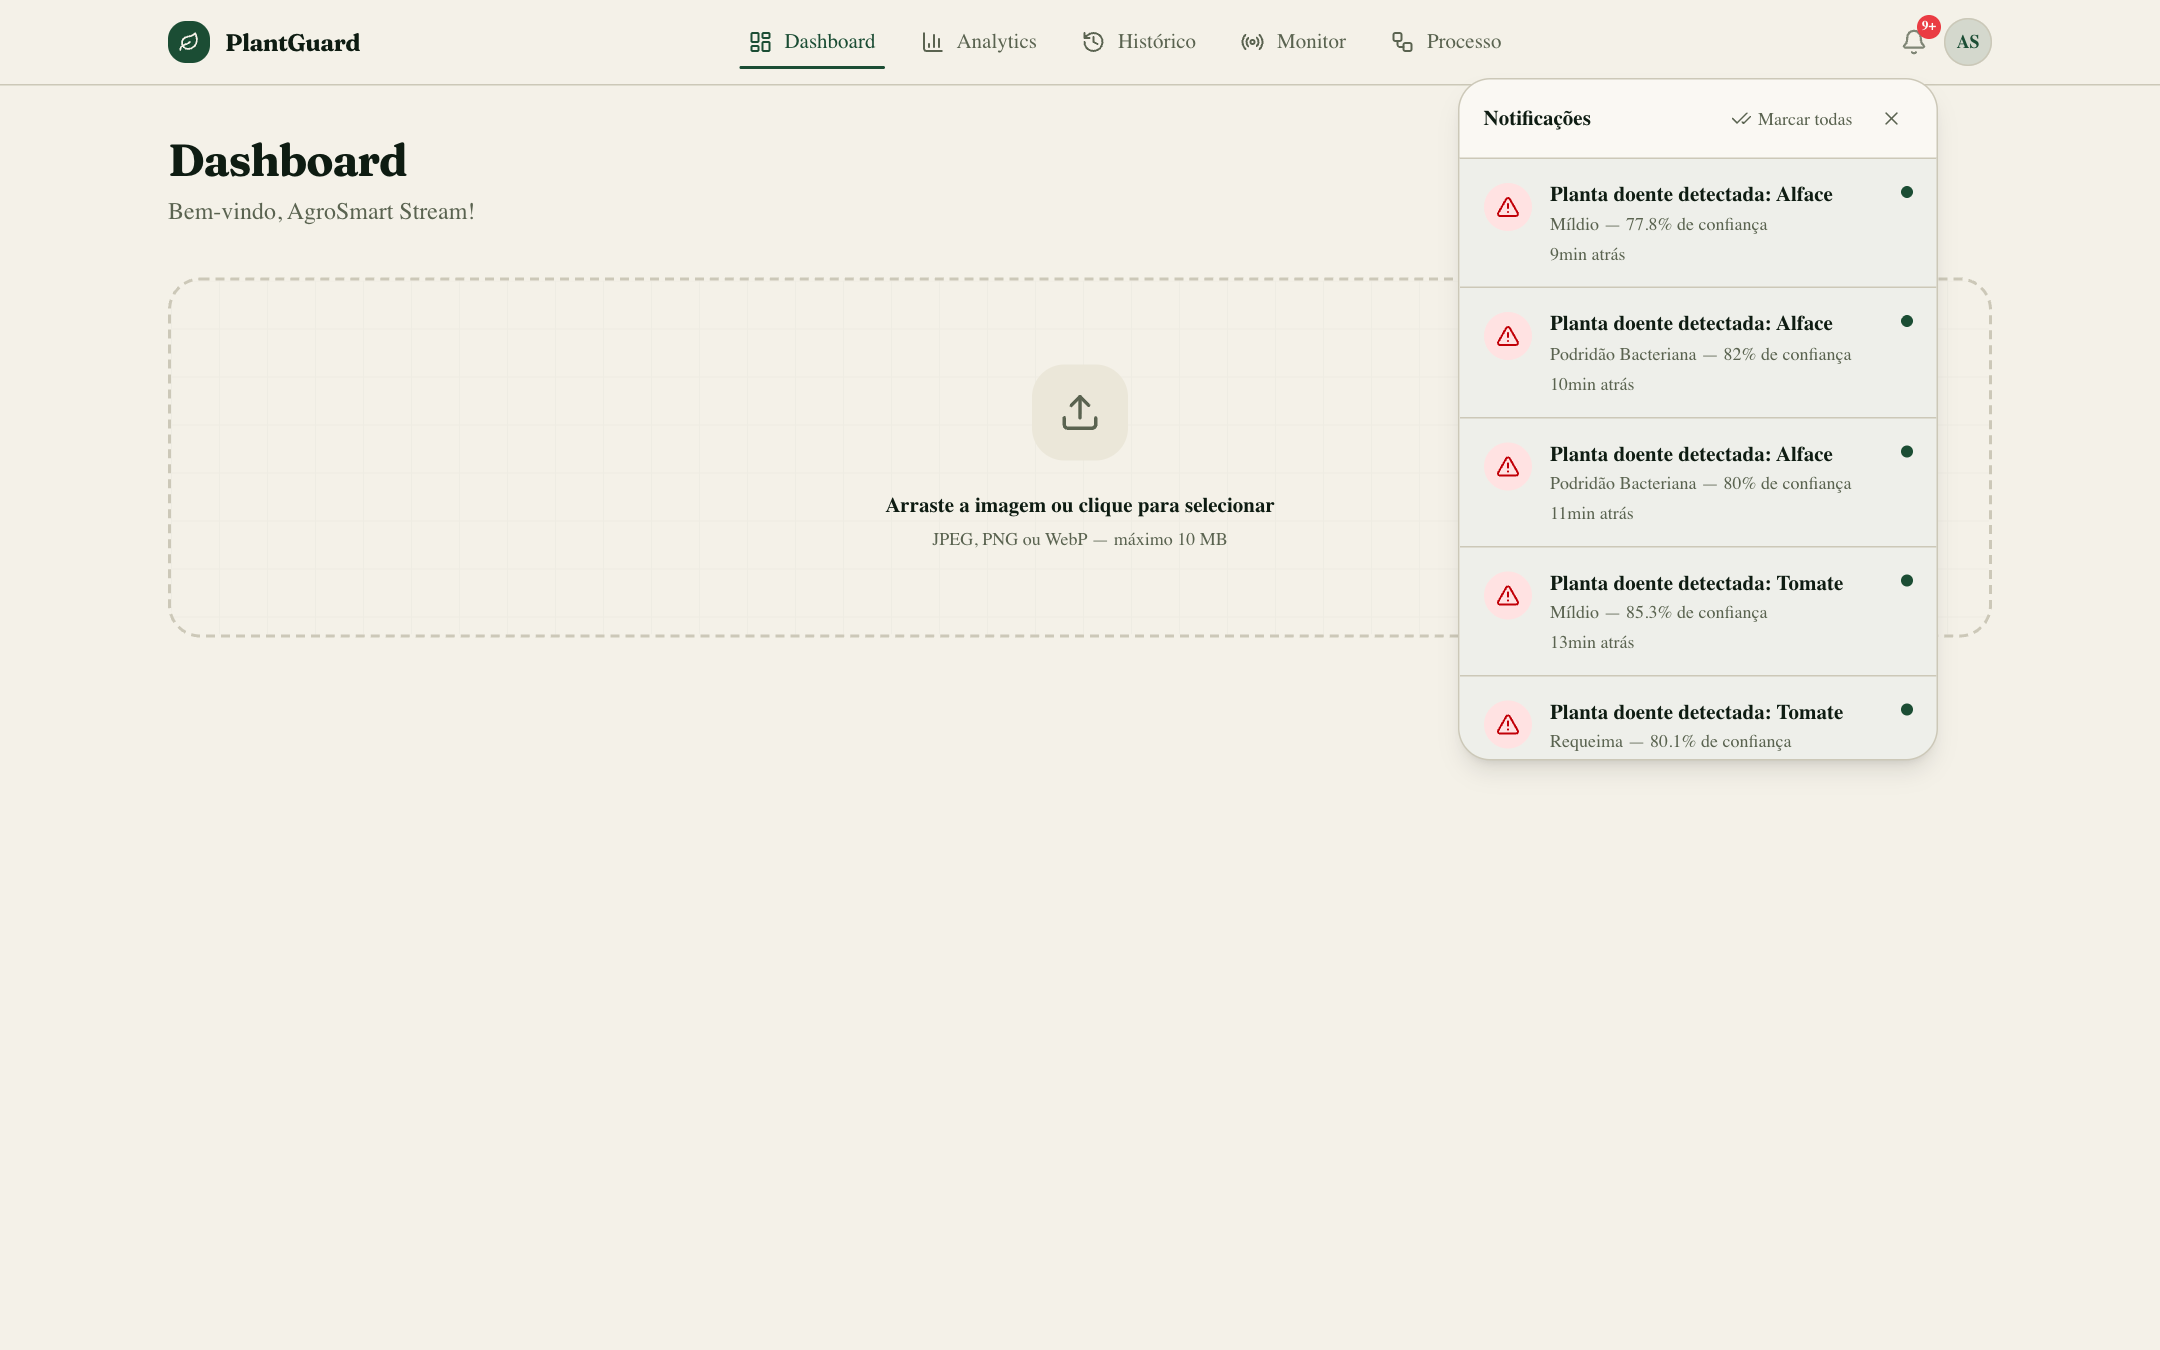 PlantGuard
Dashboard
Analytics
Histórico
Monitor
Processo
9+
AS
Dashboard
Bem-vindo, AgroSmart Stream!
Arraste a imagem ou clique para selecionar
JPEG, PNG ou WebP — máximo 10 MB
Notificações
Marcar todas
Planta doente detectada: Alface
Míldio — 77.8% de confiança
9min atrás
Planta doente detectada: Alface
Podridão Bacteriana — 82% de confiança
10min atrás
Planta doente detectada: Alface
Podridão Bacteriana — 80% de confiança
11min atrás
Planta doente detectada: Tomate
Míldio — 85.3% de confiança
13min atrás
Planta doente detectada: Tomate
Requeima — 80.1% de confiança